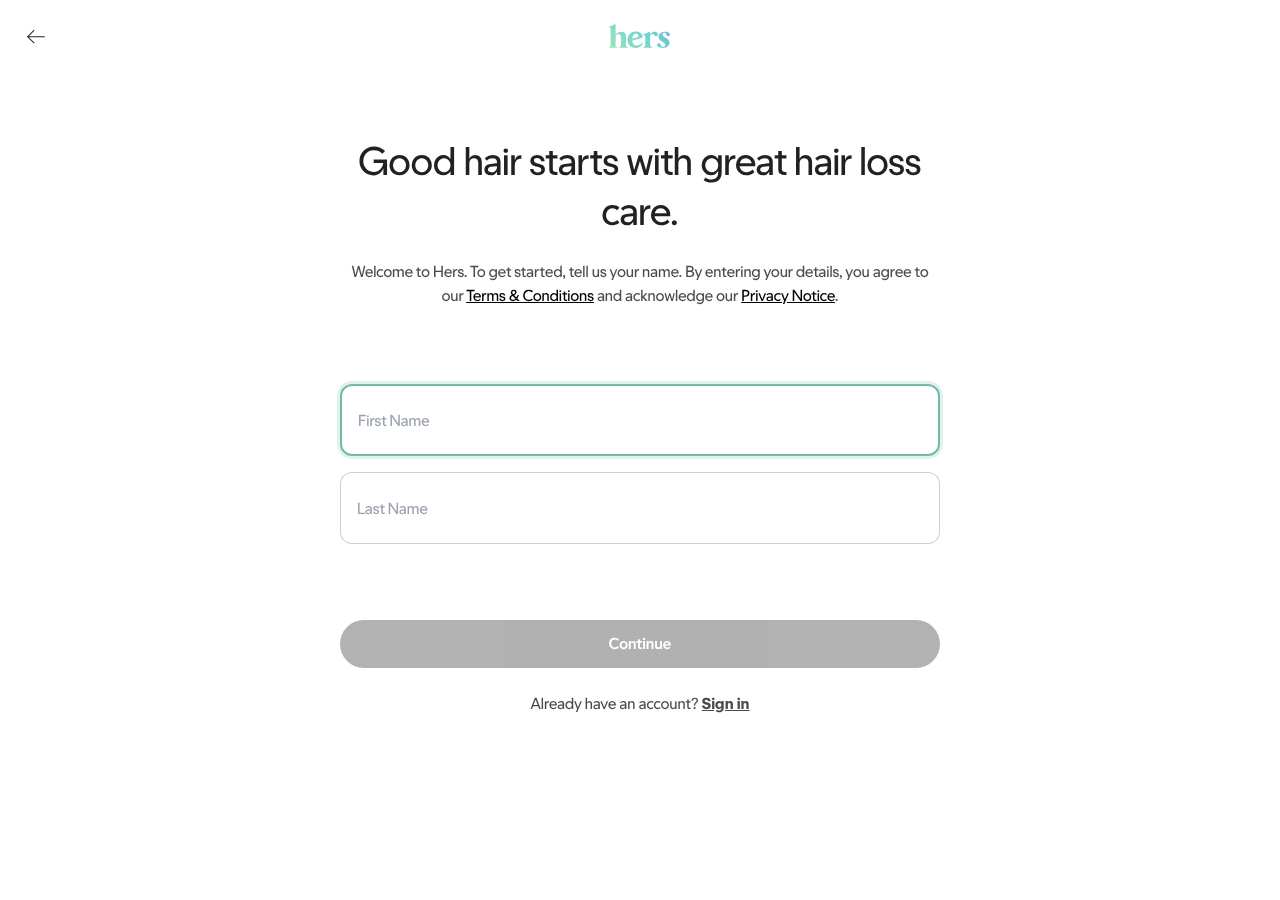 hers
Good hair starts with great hair loss
care.
Welcome to Hers. To get started, tell us your name. By entering your details, you agree to
our Terms & Conditions and acknowledge our Privacy Notice.
First Name
Last Name
Continue
Already have an account? Sign in